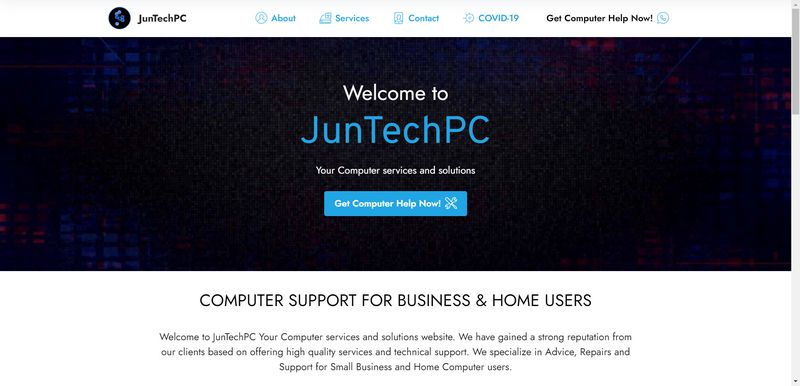 JunTechPC
About
Services
Contact
COVID-19
Get Computer Help Now!
Welcome to
JunTechPC
Your Computer services and solutions
Get Computer Help Now!
COMPUTER SUPPORT FOR BUSINESS & HOME USERS
Welcome to JunTechPC Your Computer services and solutions website. We have gained a strong reputation from
our clients based on offering high quality services and technical support. We specialize in Advice, Repairs and
Support for Small Business and Home Computer users.